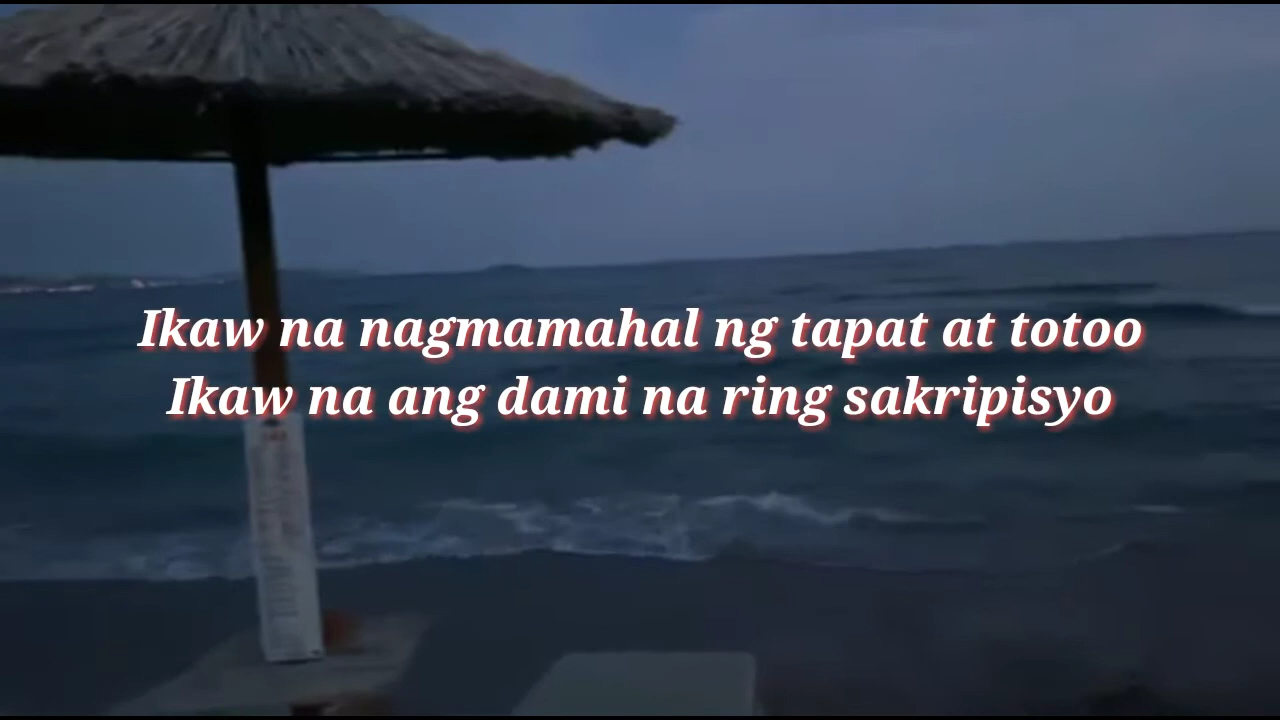 Ikaw na nagmamahal ng tapat at totoo
Ikaw na ang dami na ring sakripisyo